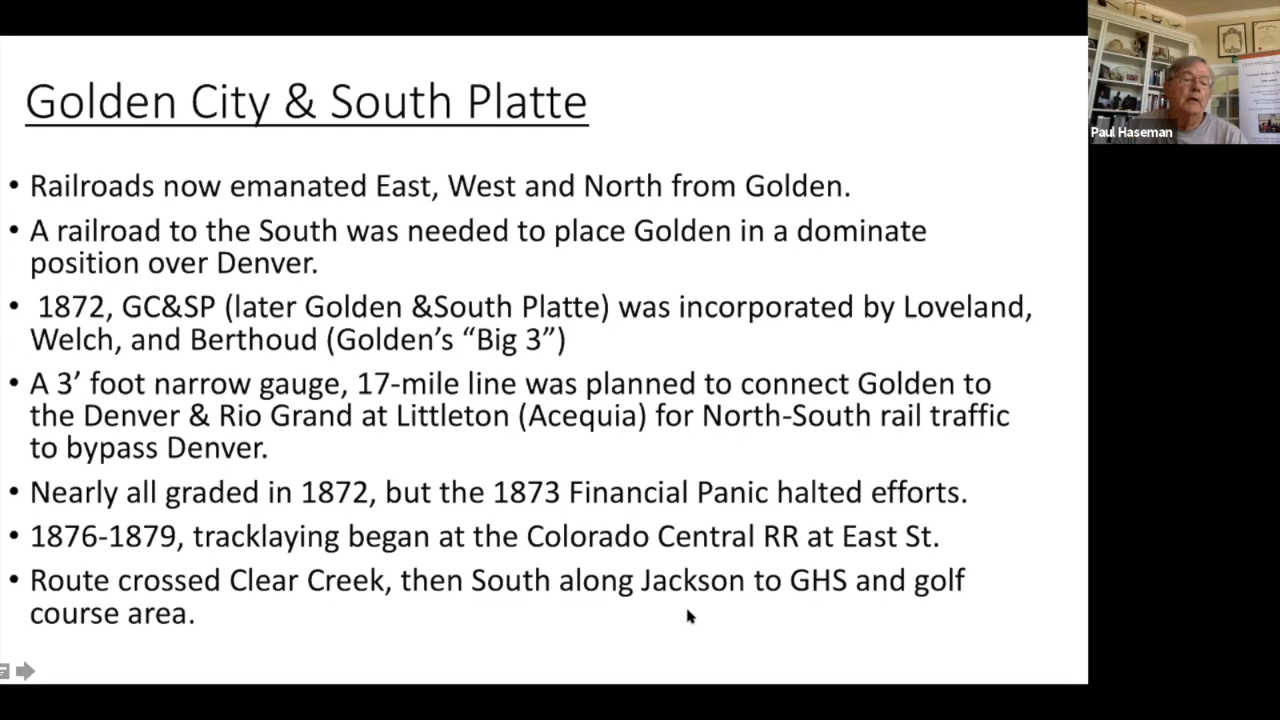 Golden City & South Platte
• Railroads now emanated East, West and North from Golden.
• A railroad to the South was needed to place Golden in a dominate
position over Denver.
• 1872, GC&SP (later Golden &South Platte) was incorporated by Loveland,
Welch, and Berthoud (Golden’s “Big 3”)
• A 3’ foot narrow gauge, 17-mile line was planned to connect Golden to
the Denver & Rio Grand at Littleton (Acequia) for North-South rail traffic
to bypass Denver.
• Nearly all graded in 1872, but the 1873 Financial Panic halted efforts.
• 1876-1879, tracklaying began at the Colorado Central RR at East St.
• Route crossed Clear Creek, then South along Jackson to GHS and golf
course area.
Paul Haseman